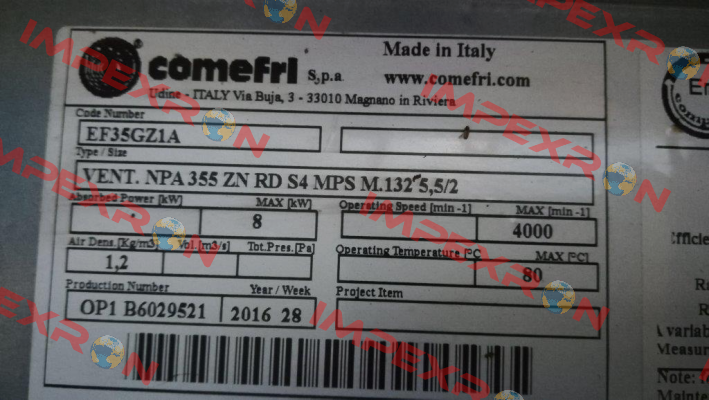 comefri S.p.a.
Made in Italy
www.comefri.com
Udine - ITALY Via Buja, 3 - 33010 Magnano in Riviera
Code Number
EF35GZ1A
Type / Size
VENT. NPA 355 ZN RD S4 MPS M.132 5,5/2
Absorbed Power [kW] MAX [kW] Operating Speed [min -1] MAX [min -1]
8 4000
Air Dens.[Kg/m3] Vol.[m3/s] Tot.Pres.[Pa] Operating Temperature [°C MAX [°C]
1,2 80
Production Number Year / Week Project Item
OP1 B6029521 2016 28
IMPEXRON
Measur
Note:
Mainte